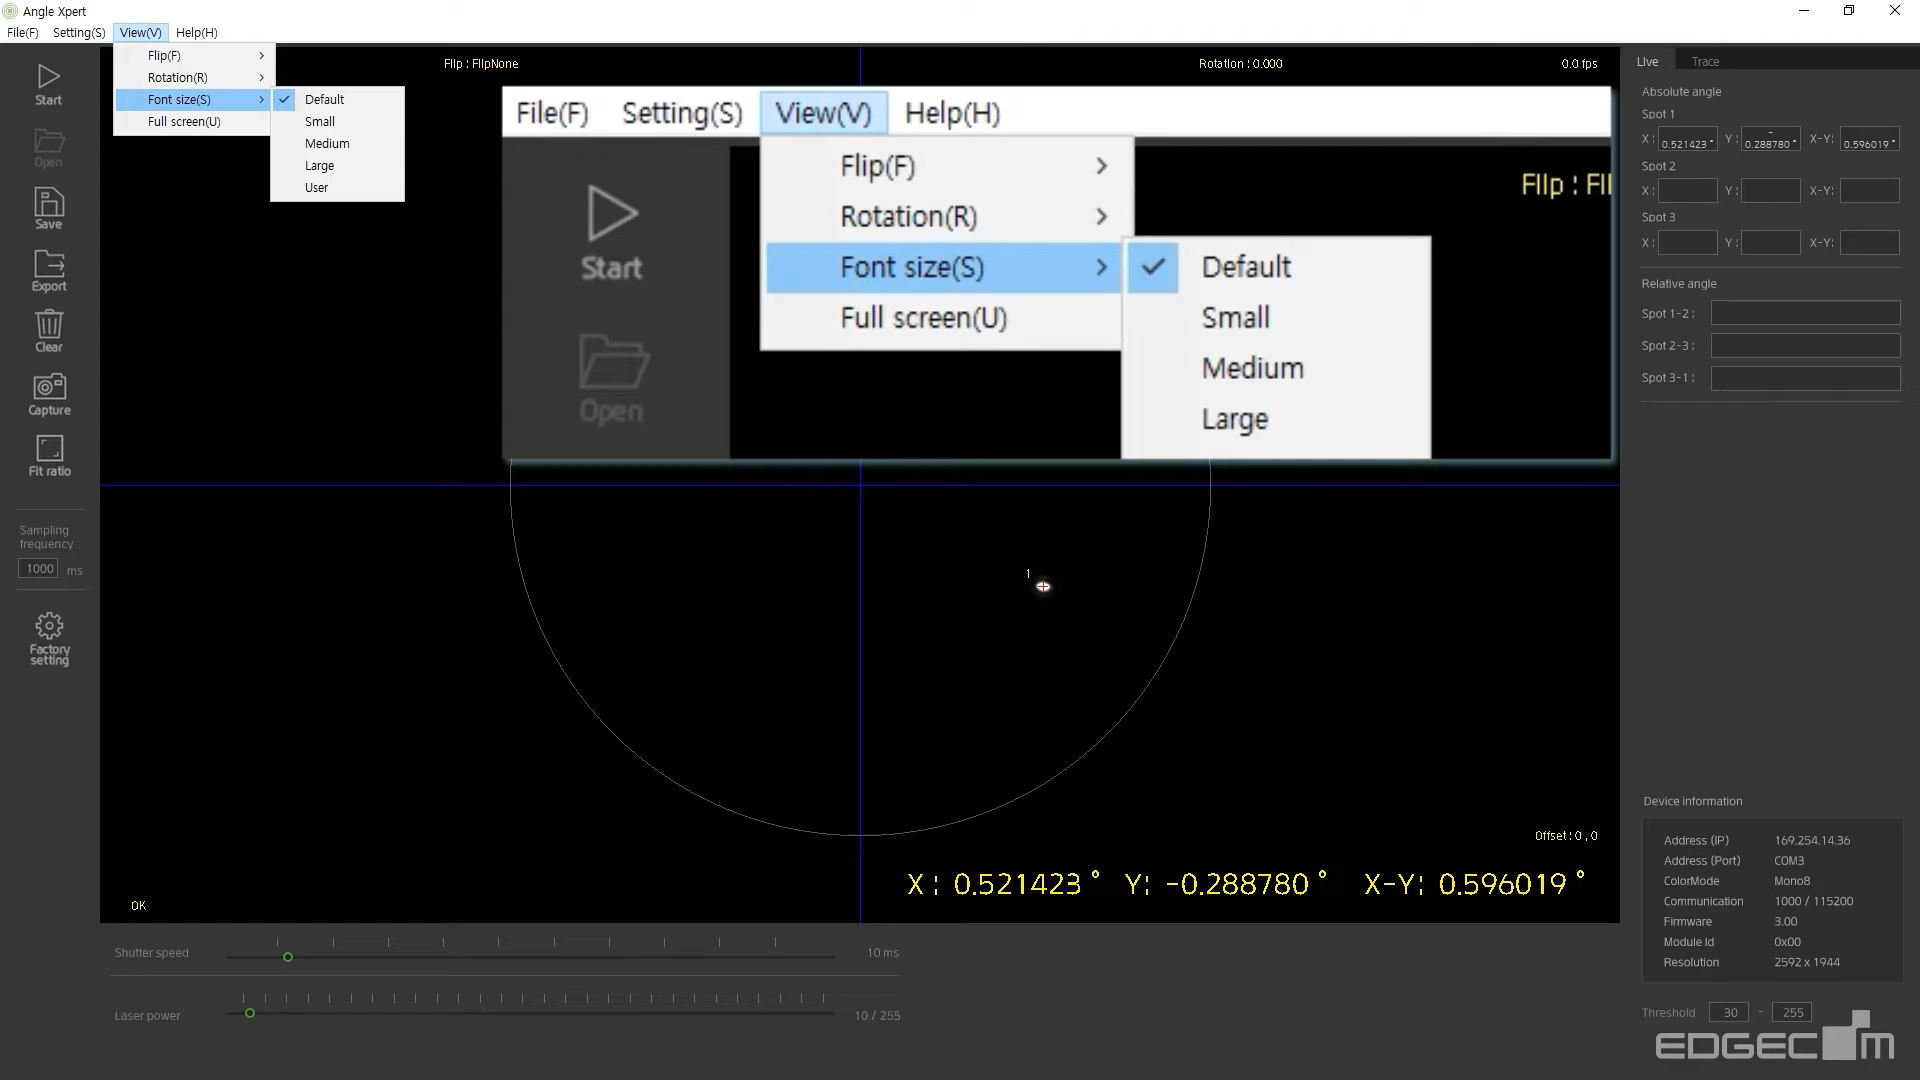 Angle Xpert
File(F) Setting(S) View(V) Help(H)
Flip(F)
Rotation(R)
Font size(S)
Full screen(U)
Default
Small
Medium
Large
User
Start
Open
Save
Export
Clear
Capture
Fit ratio
Sampling
frequency
1000 ms
Factory
setting
Flip : FlipNone
Rotation : 0.000
0.0 fps
File(F) Setting(S) View(V) Help(H)
Flip(F)
Rotation(R)
Font size(S)
Full screen(U)
Default
Small
Medium
Large
Start
Open
Flip : Fli
1
Offset : 0 , 0
X : 0.521423 ° Y: -0.288780 ° X-Y: 0.596019 °
OK
Shutter speed 10 ms
Laser power 10 / 255
Live Trace
Absolute angle
Spot 1
X : 0.521423 ° Y : -0.288780 ° X-Y: 0.596019 °
Spot 2
X : Y : X-Y:
Spot 3
X : Y : X-Y:
Relative angle
Spot 1-2 :
Spot 2-3 :
Spot 3-1 :
Device information
Address (IP) 169.254.14.36
Address (Port) COM3
ColorMode Mono8
Communication 1000 / 115200
Firmware 3.00
Module Id 0x00
Resolution 2592 x 1944
Threshold 30 - 255
EDGECOM